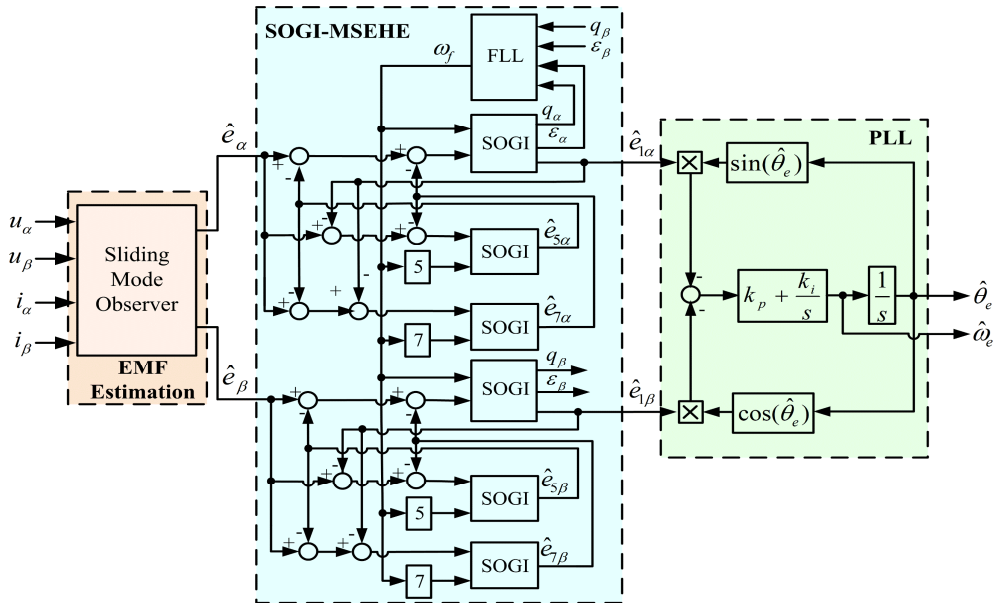 SOGI-MSEHE
ω_f
FLL
q_β
ε_β
q_α
ε_α
SOGI
ê_α
ê_1α
PLL
sin(θ̂_e)
u_α
u_β
i_α
i_β
Sliding
Mode
Observer
EMF
Estimation
SOGI
ê_5α
5
SOGI
ê_7α
7
k_p + k_i/s
1/s
θ̂_e
ω̂_e
ê_β
SOGI
q_β
ε_β
ê_1β
cos(θ̂_e)
SOGI
ê_5β
5
SOGI
ê_7β
7
+
-
+
-
+
-
+
-
-
+
-
-
+
-
+
-
+
-
+
-
+
-
+
-
-